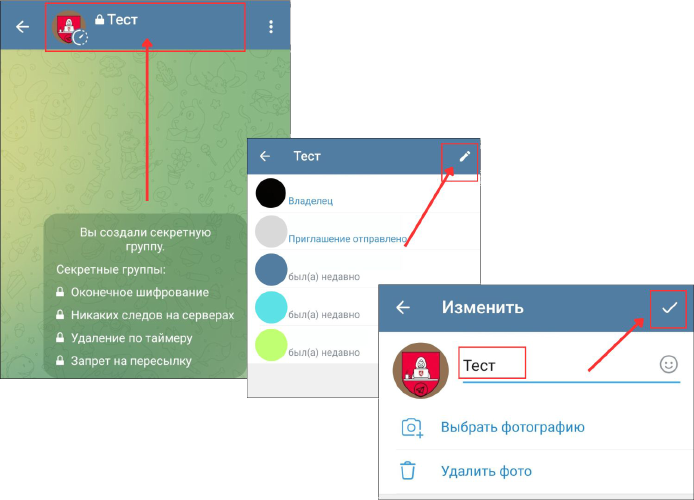 Тест
Вы создали секретную
группу.
Секретные группы:
Оконечное шифрование
Никаких следов на серверах
Удаление по таймеру
Запрет на пересылку
Тест
Владелец
Приглашение отправлено
был(а) недавно
был(а) недавно
был(а) недавно
Изменить
Тест
Выбрать фотографию
Удалить фото